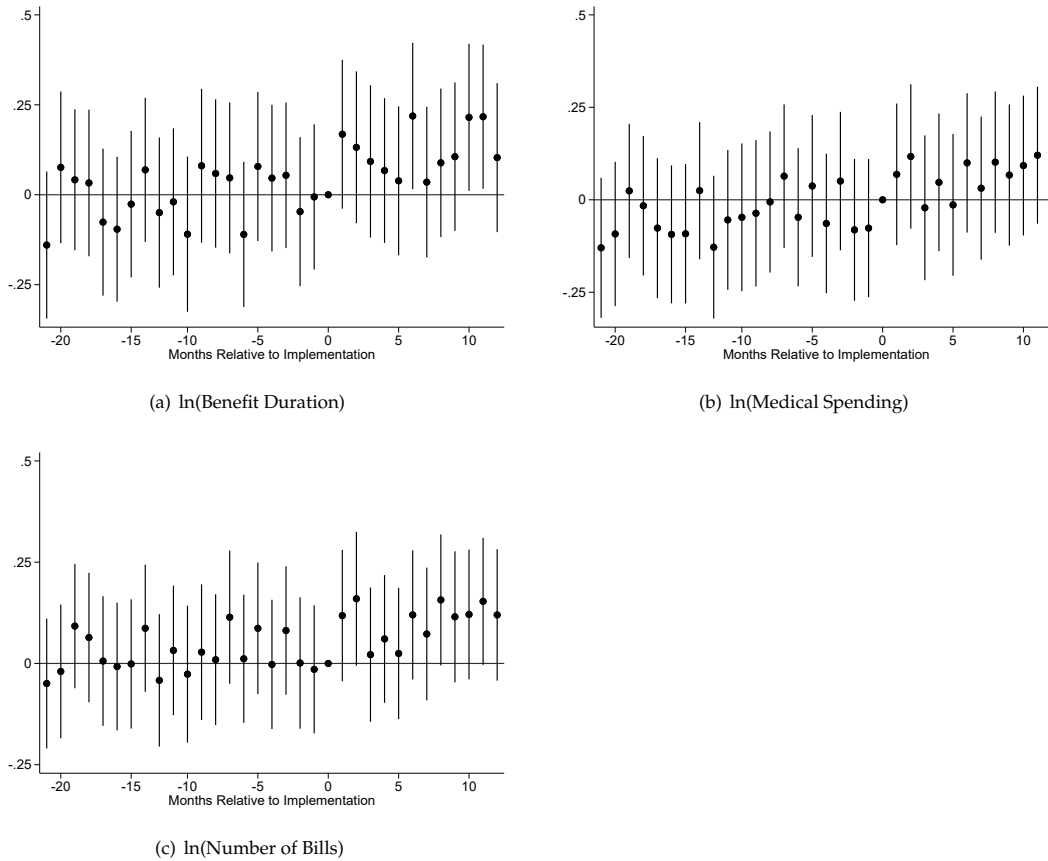 .5
.25
0
-.25
-20 -15 -10 -5 0 5 10
Months Relative to Implementation
(a) ln(Benefit Duration)
.5
.25
0
-.25
-20 -15 -10 -5 0 5 10
Months Relative to Implementation
(b) ln(Medical Spending)
.5
.25
0
-.25
-20 -15 -10 -5 0 5 10
Months Relative to Implementation
(c) ln(Number of Bills)